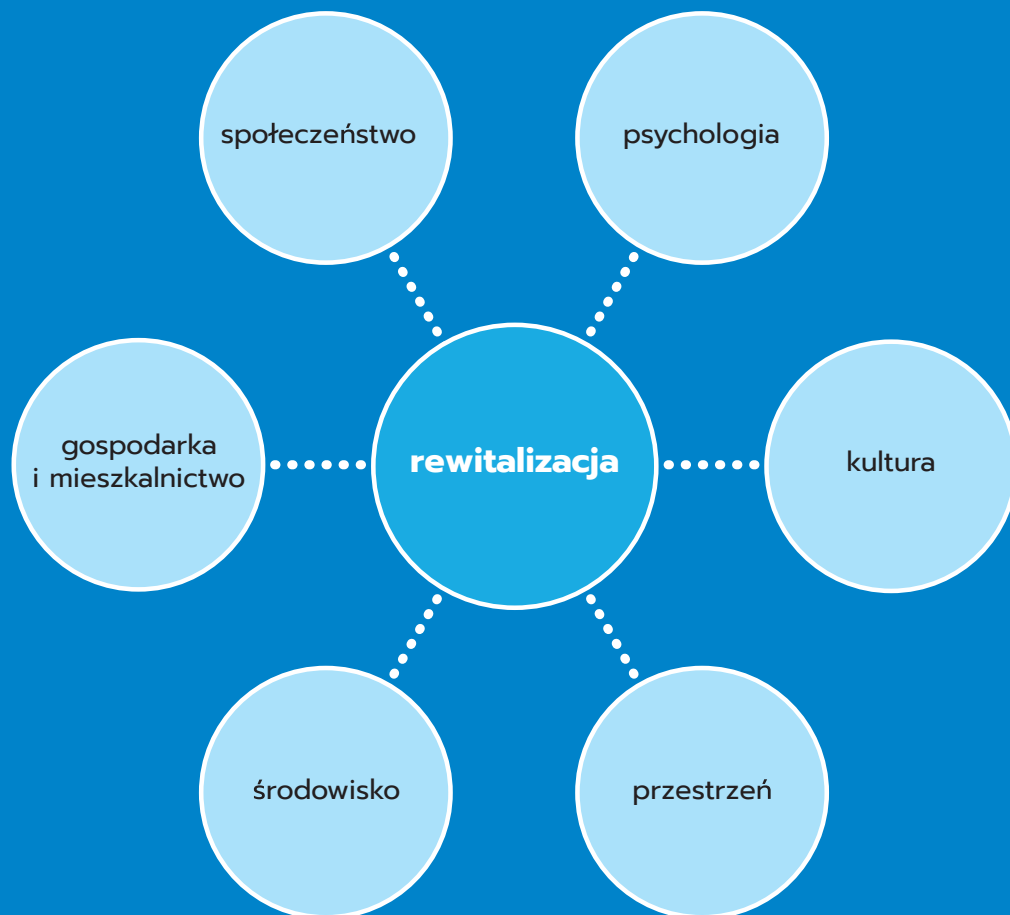 społeczeństwo
psychologia
gospodarka
i mieszkalnictwo
rewitalizacja
kultura
środowisko
przestrzeń